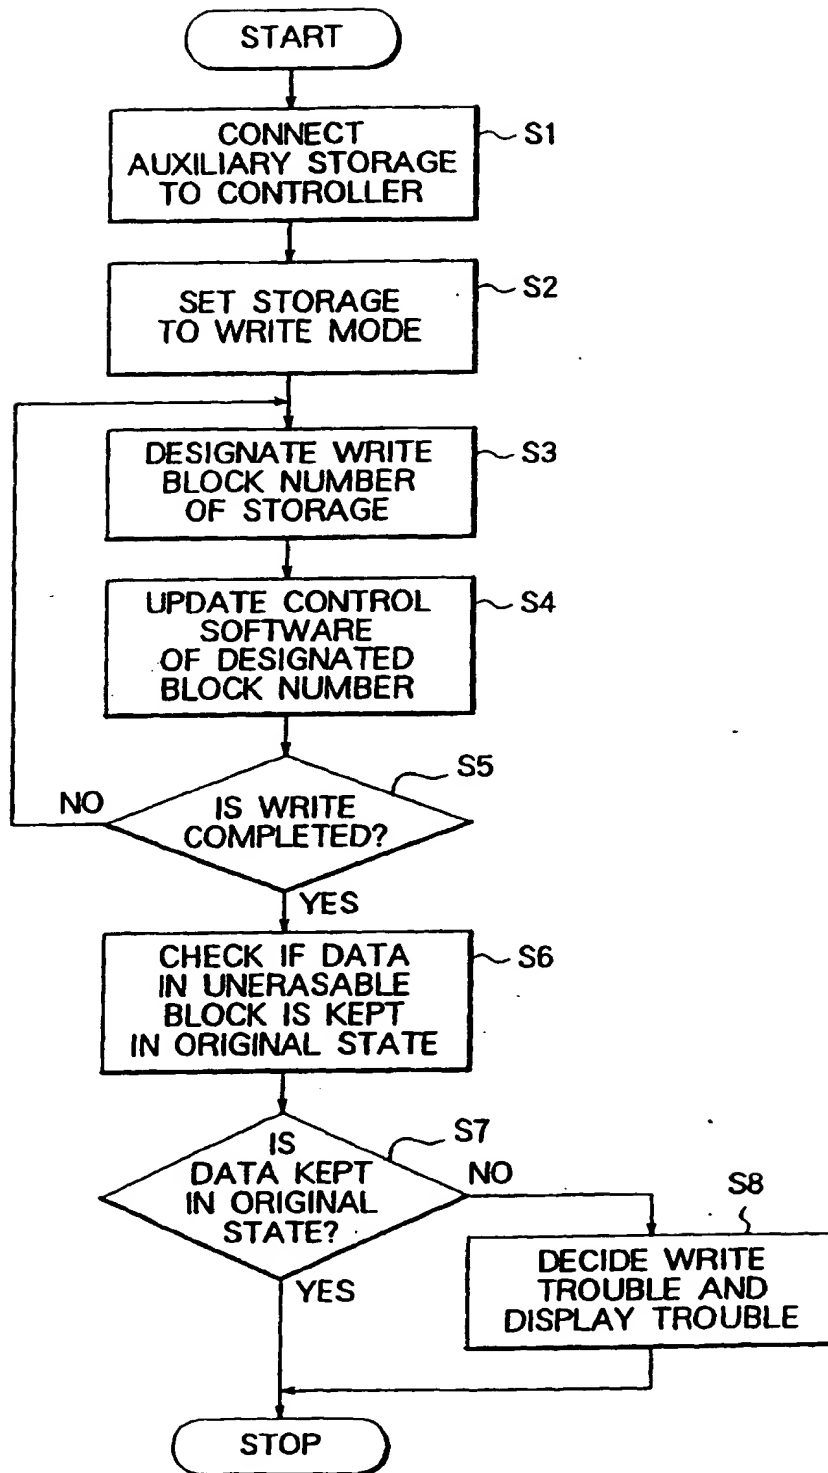 START
CONNECT
AUXILIARY STORAGE
TO CONTROLLER
S1
SET STORAGE
TO WRITE MODE
S2
DESIGNATE WRITE
BLOCK NUMBER
OF STORAGE
S3
UPDATE CONTROL
SOFTWARE
OF DESIGNATED
BLOCK NUMBER
S4
S5
NO
IS WRITE
COMPLETED?
YES
CHECK IF DATA
IN UNERASABLE
BLOCK IS KEPT
IN ORIGINAL STATE
S6
S7
IS
DATA KEPT
IN ORIGINAL
STATE?
NO
S8
DECIDE WRITE
TROUBLE AND
DISPLAY TROUBLE
YES
STOP